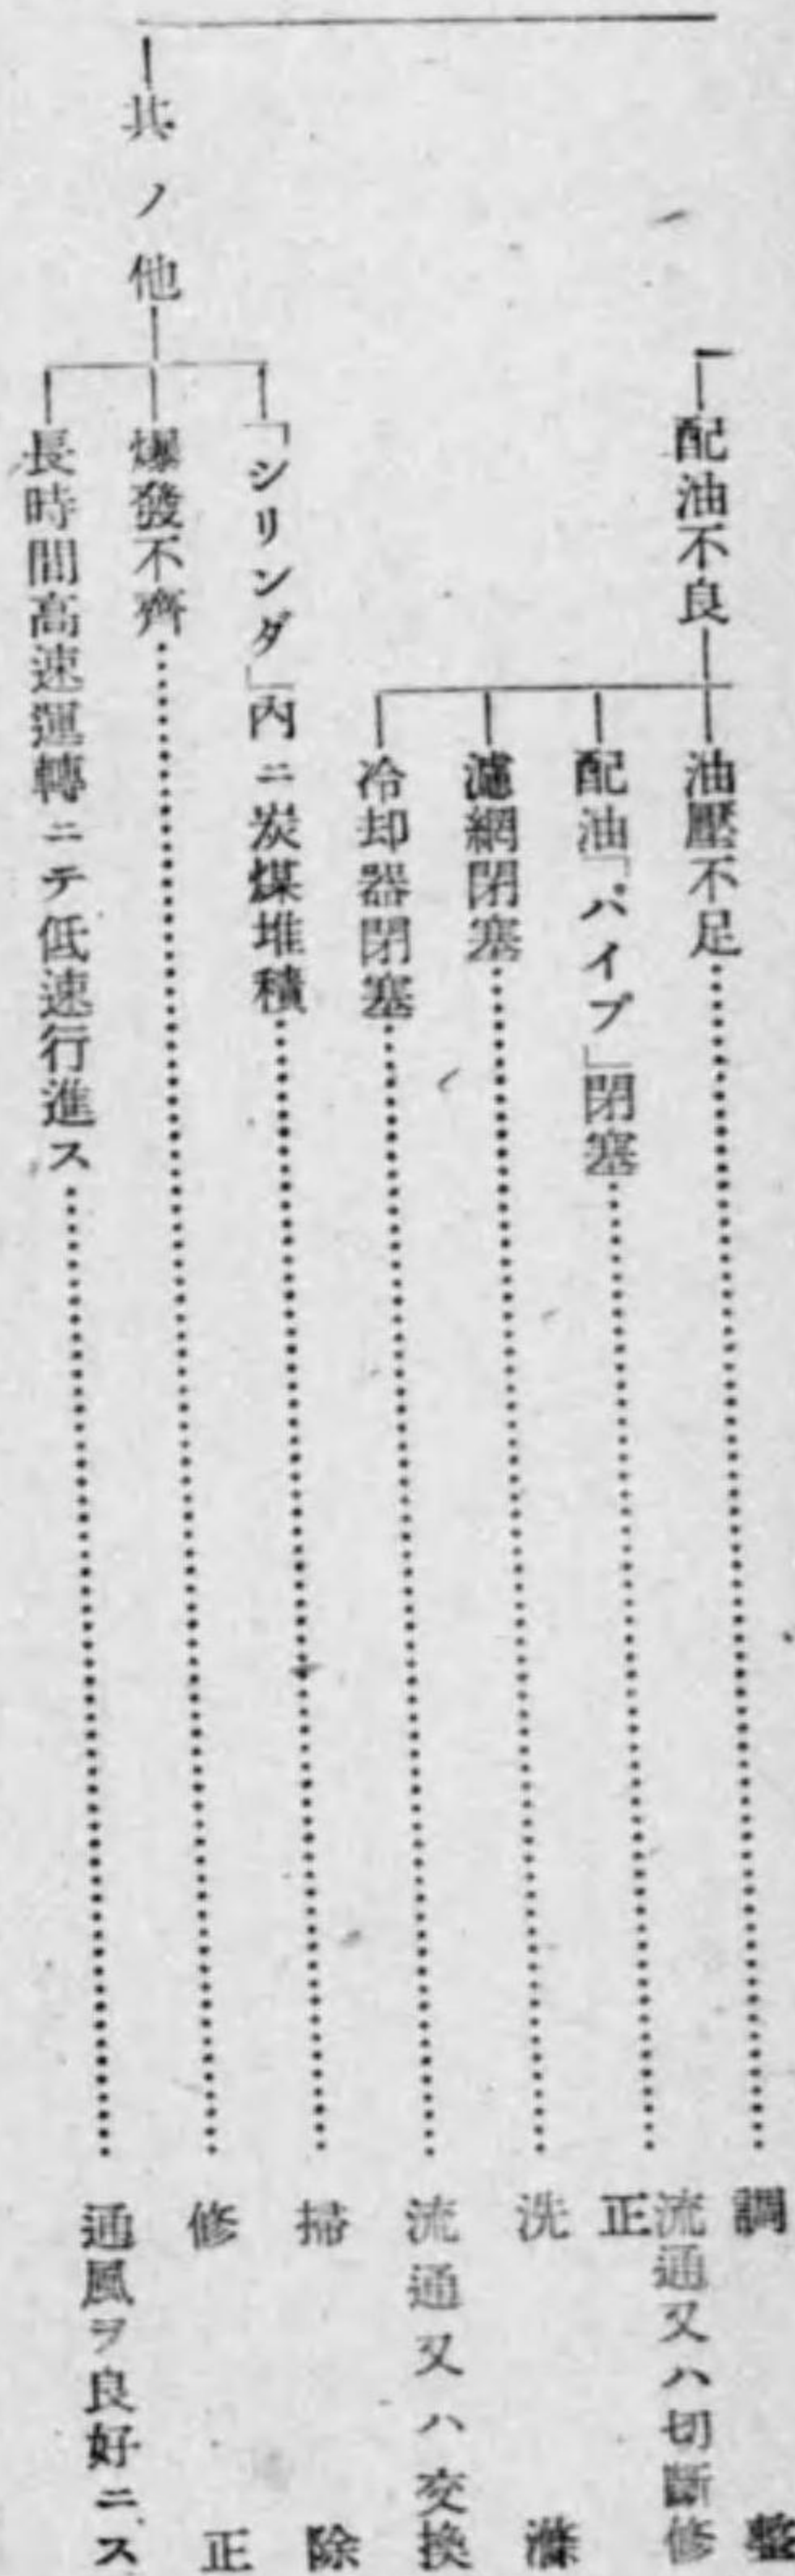 配油不良
油壓不足……調整
配油「パイプ」閉塞……流通又ハ切斷修正
濾網閉塞……洗滌
冷却器閉塞……流通又ハ交換
共ノ他
「シリンダ」內ニ炭煤堆積……掃除
爆發不齊……修正
長時間高速運轉ニテ低速行進ス……通風ヲ良好ニス